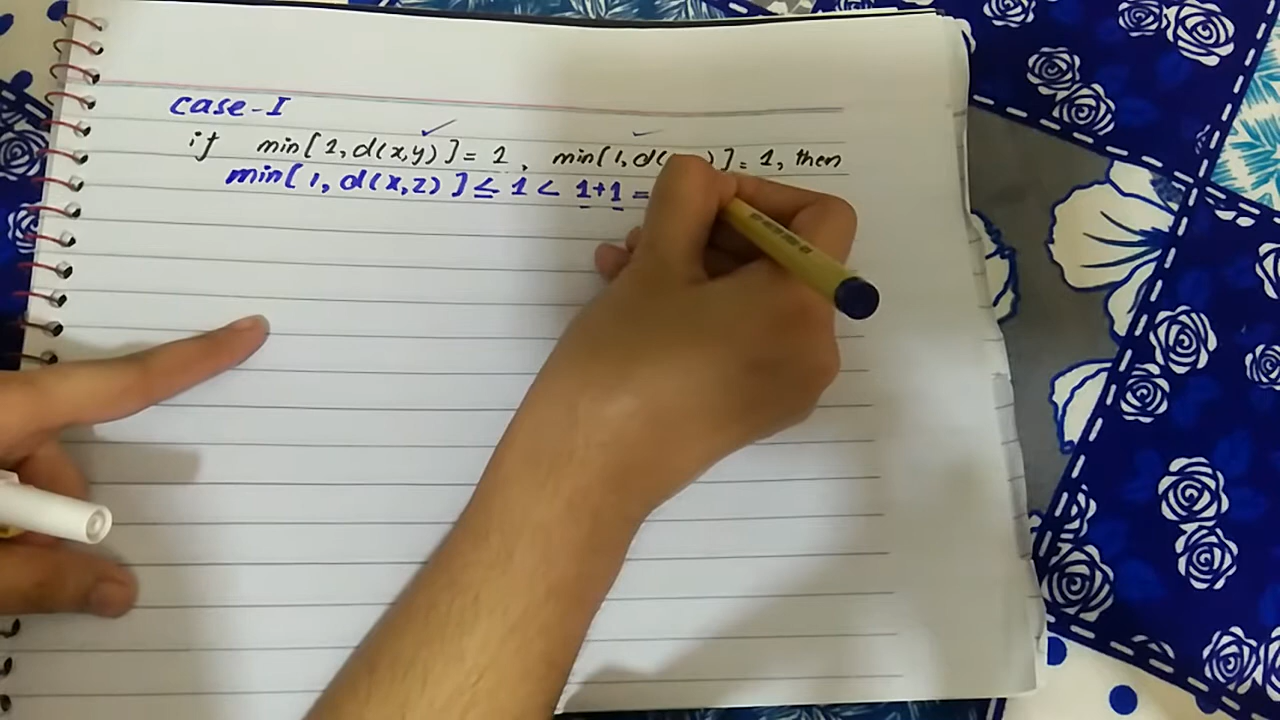 case-I
if min[1,d(x,y)]=1, min[1,d( )]=1, then
min[1, d(x,z)]≤1< 1+1 =